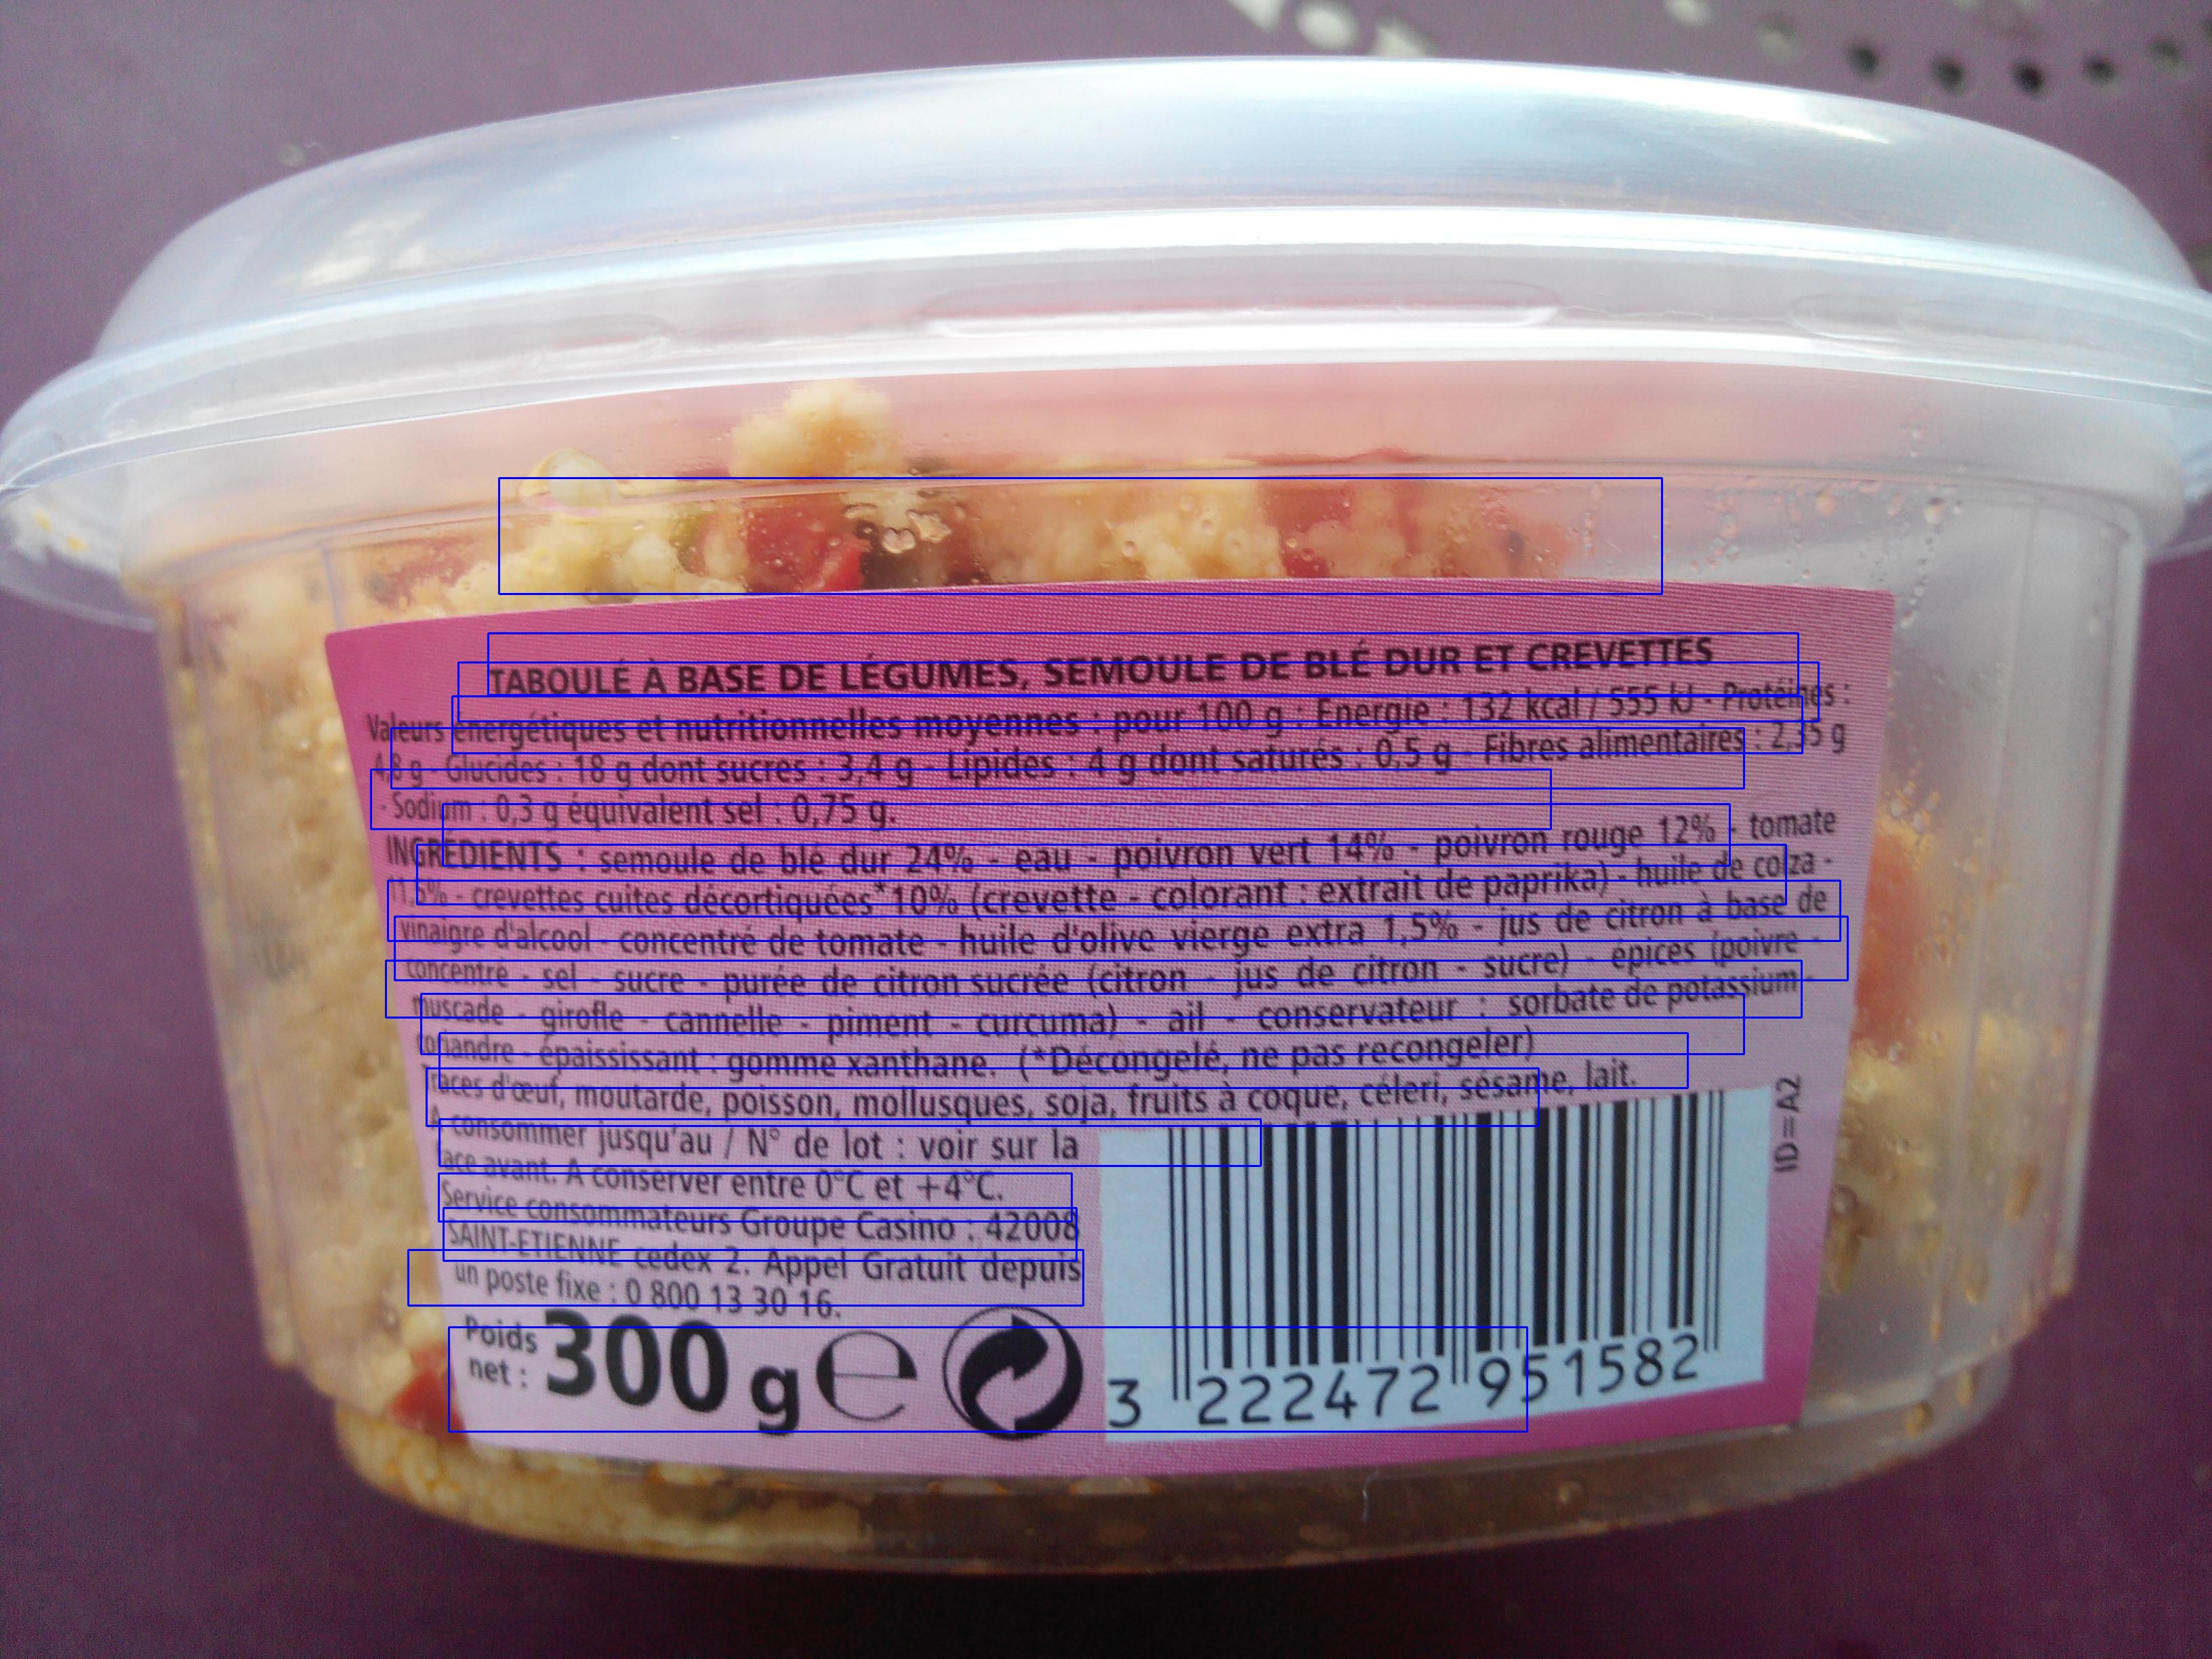 TABOULÉ À BASE DE LÉGUMES, SEMOULE DE BLÉ DUR ET CREVETTES
Valeurs énergétiques et nutritionnelles moyennes : pour 100 g : Energie : 132 kcal / 555 kJ - Protéines :
4,8 g - Glucides : 18 g dont sucres : 3,4 g - Lipides : 4 g dont saturés : 0,5 g - Fibres alimentaires : 2,35 g
- Sodium : 0,3 g équivalent sel : 0,75 g.
INGRÉDIENTS : semoule de blé dur 24% - eau - poivron vert 14% - poivron rouge 12% - tomate
11,6% - crevettes cuites décortiquées*10% (crevette - colorant : extrait de paprika) - huile de colza -
vinaigre d'alcool - concentré de tomate - huile d'olive vierge extra 1,5% - jus de citron à base de
concentré - sel - sucre - purée de citron sucrée (citron - jus de citron - sucre) - épices (poivre -
muscade - girofle - cannelle - piment - curcuma) - ail - conservateur : sorbate de potassium -
coriandre - épaississant : gomme xanthane. (*Décongelé, ne pas recongeler)
Traces d'œuf, moutarde, poisson, mollusques, soja, fruits à coque, céleri, sésame, lait.
A consommer jusqu'au / N° de lot : voir sur la
face avant. A conserver entre 0°C et +4°C.
Service consommateurs Groupe Casino : 42008
SAINT-ETIENNE cedex 2. Appel Gratuit depuis
un poste fixe : 0 800 13 30 16.
Poids
net : 300 g e
3 222472 951582
ID=A2